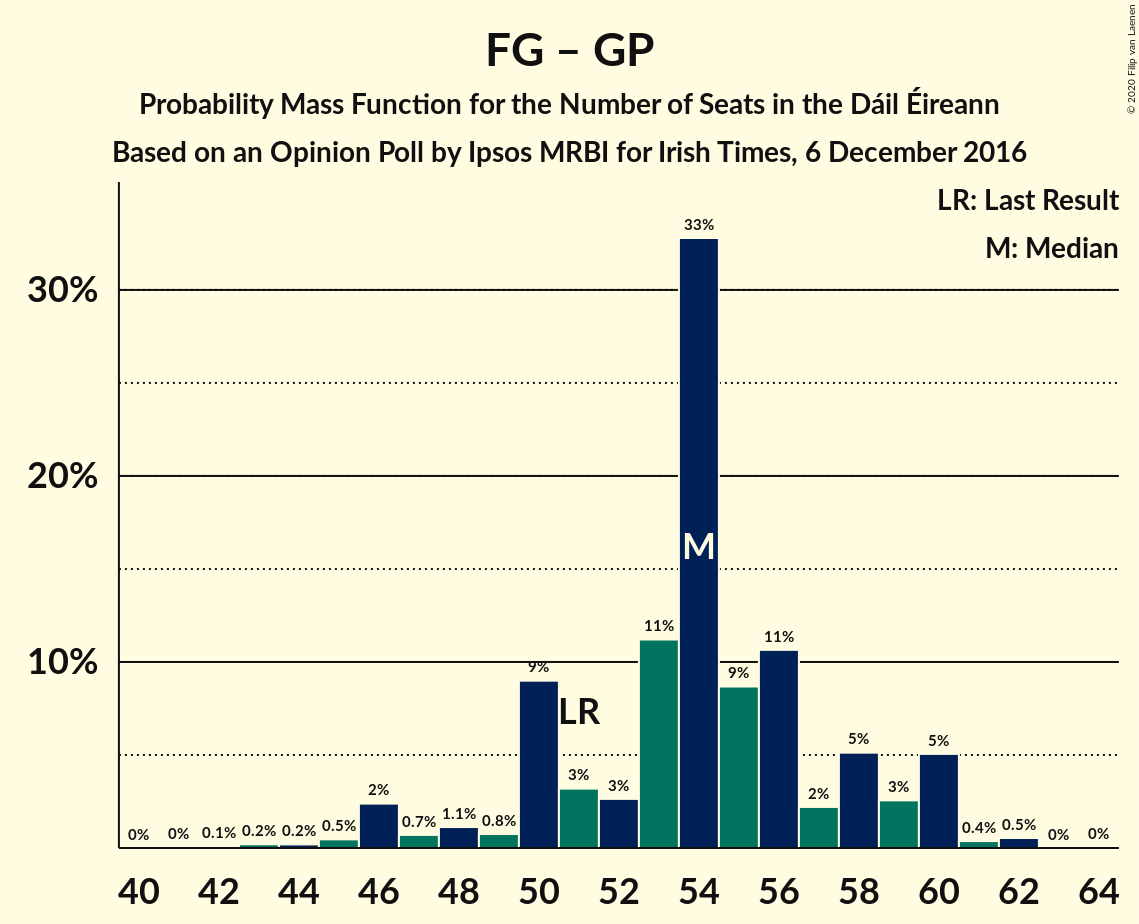 FG – GP
Probability Mass Function for the Number of Seats in the Dáil Éireann
Based on an Opinion Poll by Ipsos MRBI for Irish Times, 6 December 2016
© 2020 Filip van Laenen
LR: Last Result
M: Median
30%
20%
10%
0% 0% 0.1% 0.2% 0.2% 0.5% 2% 0.7% 1.1% 0.8% 9% 3% 3% 11% 33% 9% 11% 2% 5% 3% 5% 0.4% 0.5% 0% 0%
LR
M
40 42 44 46 48 50 52 54 56 58 60 62 64